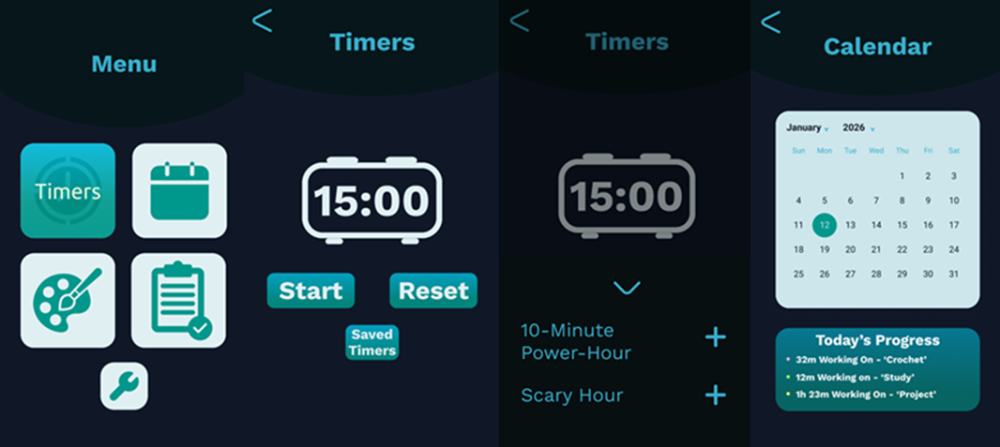 Menu
Timers
Timers
15:00
Start
Reset
Saved
Timers
Timers
15:00
10-Minute
Power-Hour
Scary Hour
Calendar
January 2026
Sun Mon Tue Wed Thu Fri Sat
1 2 3
4 5 6 7 8 9 10
11 12 13 14 15 16 17
18 19 20 21 22 23 24
25 26 27 28 29 30 31
Today's Progress
32m Working On - ‘Crochet’
12m Working on - ‘Study’
1h 23m Working On - ‘Project’